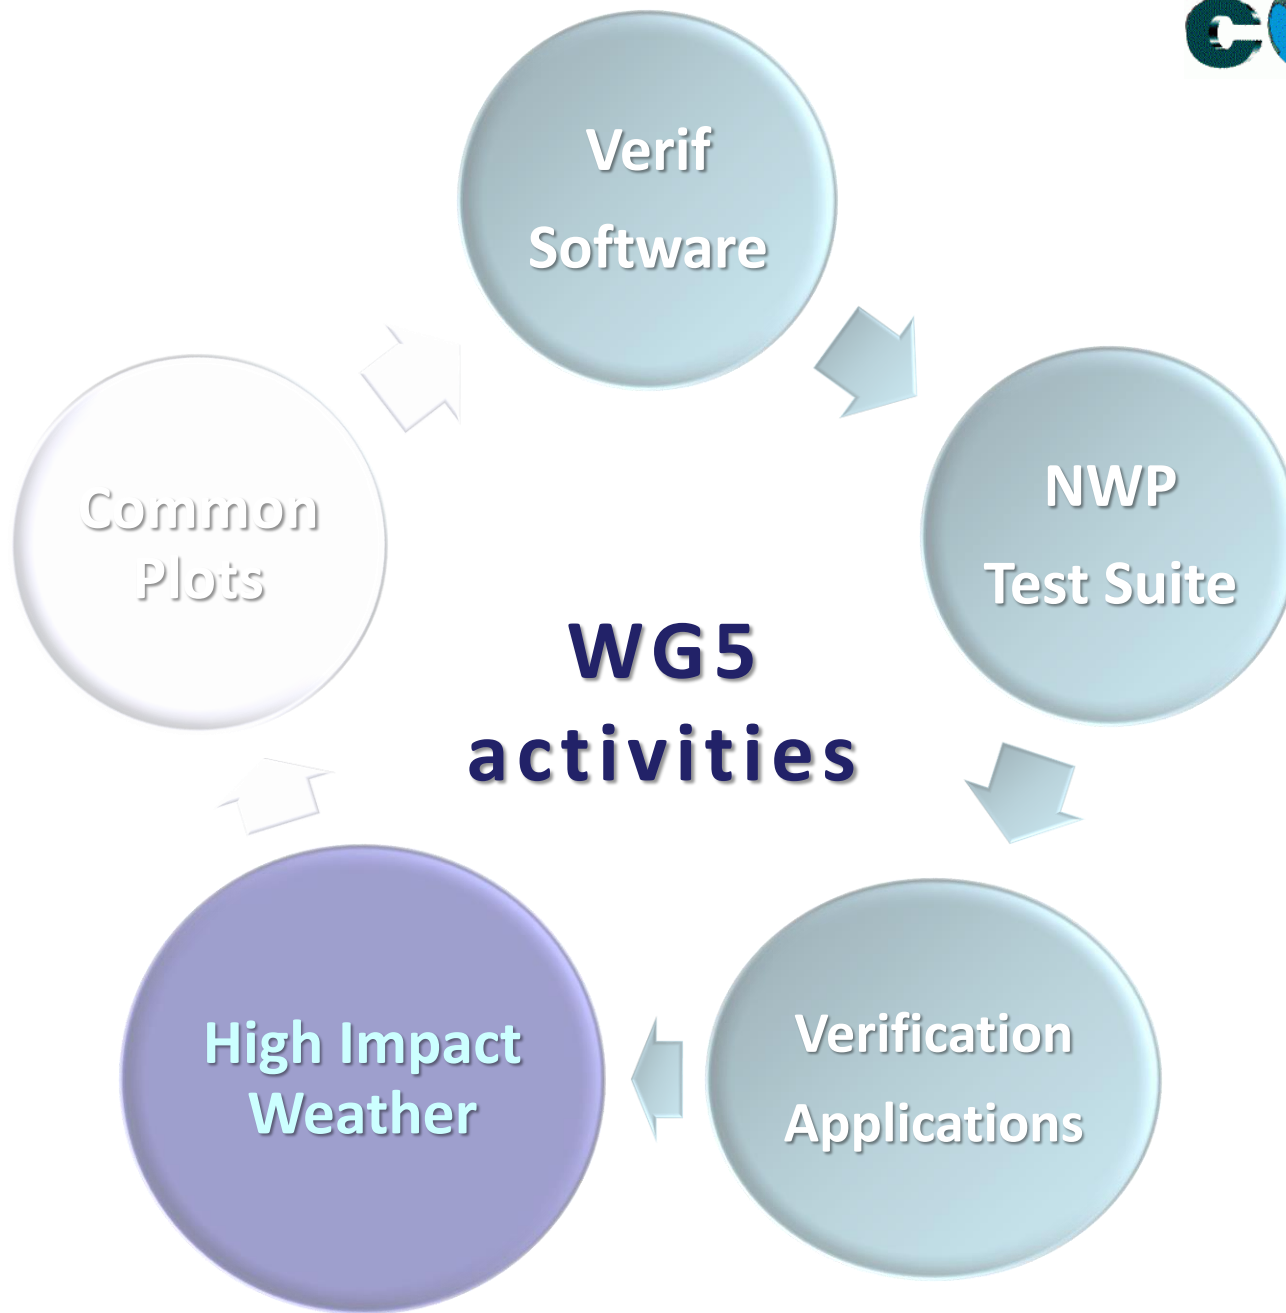 Verif
Software
NWP
Test Suite
Common
Plots
WG5
activities
Verification
Applications
High Impact
Weather